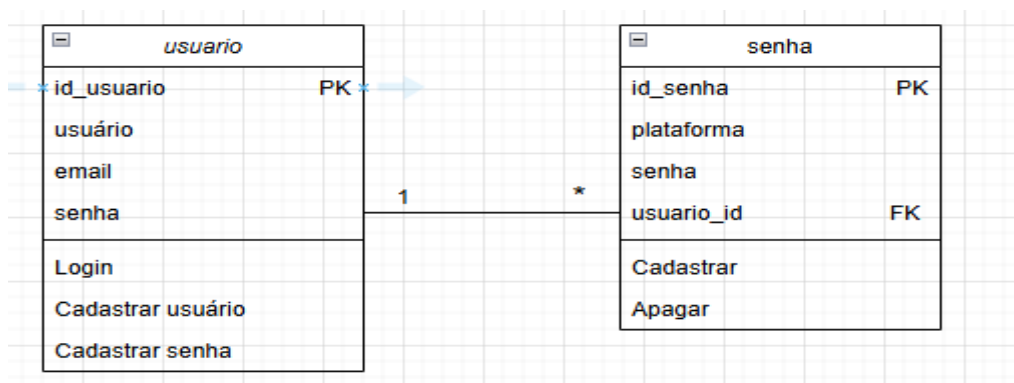 usuario
id_usuario PK
usuário
email
senha
Login
Cadastrar usuário
Cadastrar senha
1 *
senha
id_senha PK
plataforma
senha
usuario_id FK
Cadastrar
Apagar